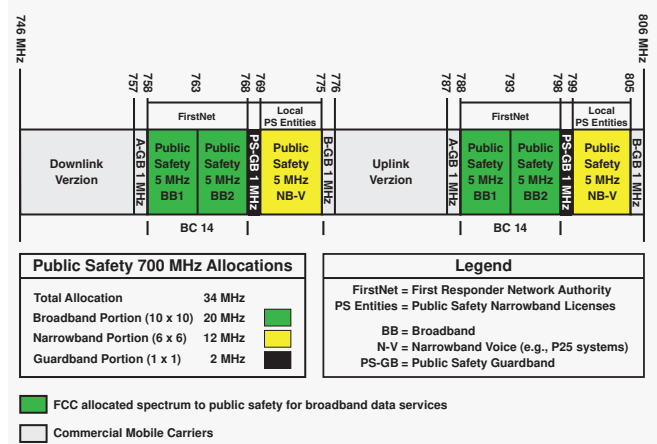 746 MHz
757
758
763
768
769
775
776
787
788
793
798
799
805
806 MHz
FirstNet
Local
PS Entities
FirstNet
Local
PS Entities
Downlink
Verzion
A-GB 1 MHz
Public
Safety
5 MHz
BB1
Public
Safety
5 MHz
BB2
PS-GB 1 MHz
Public
Safety
5 MHz
NB-V
B-GB 1 MHz
Uplink
Verzion
A-GB 1 MHz
Public
Safety
5 MHz
BB1
Public
Safety
5 MHz
BB2
PS-GB 1 MHz
Public
Safety
5 MHz
NB-V
B-GB 1 MHz
BC 14
BC 14
Public Safety 700 MHz Allocations
Total Allocation 34 MHz
Broadband Portion (10 x 10) 20 MHz
Narrowband Portion (6 x 6) 12 MHz
Guardband Portion (1 x 1) 2 MHz
Legend
FirstNet = First Responder Network Authority
PS Entities = Public Safety Narrowband Licenses
BB = Broadband
N-V = Narrowband Voice (e.g., P25 systems)
PS-GB = Public Safety Guardband
FCC allocated spectrum to public safety for broadband data services
Commercial Mobile Carriers